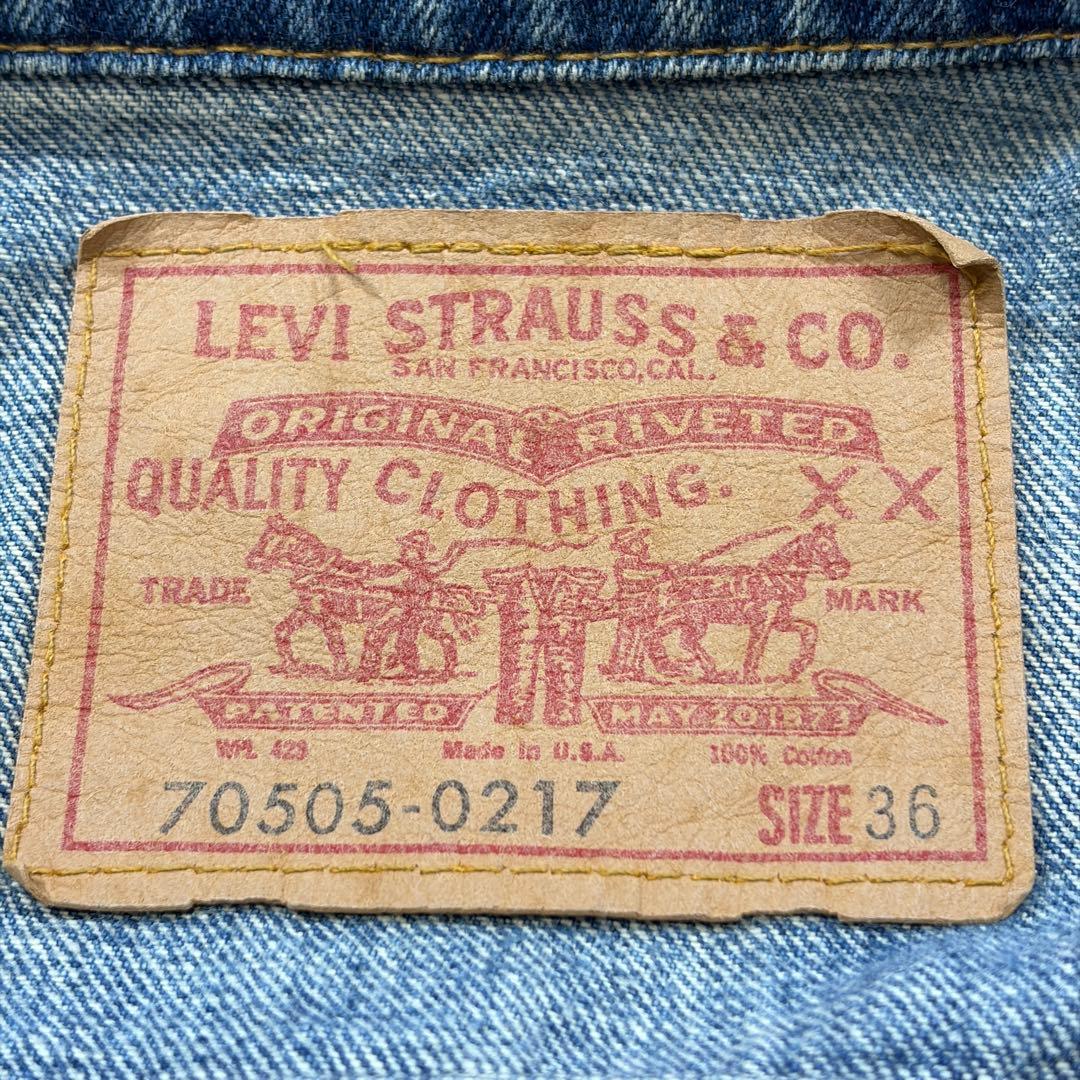 LEVI STRAUSS & CO.
SAN FRANCISCO, CAL.
ORIGINAL RIVETED
QUALITY CLOTHING. XX
TRADE MARK
PATENTED MAY 20 1873
WPL 423 Made in U.S.A. 100% Cotton
70505-0217 SIZE 36